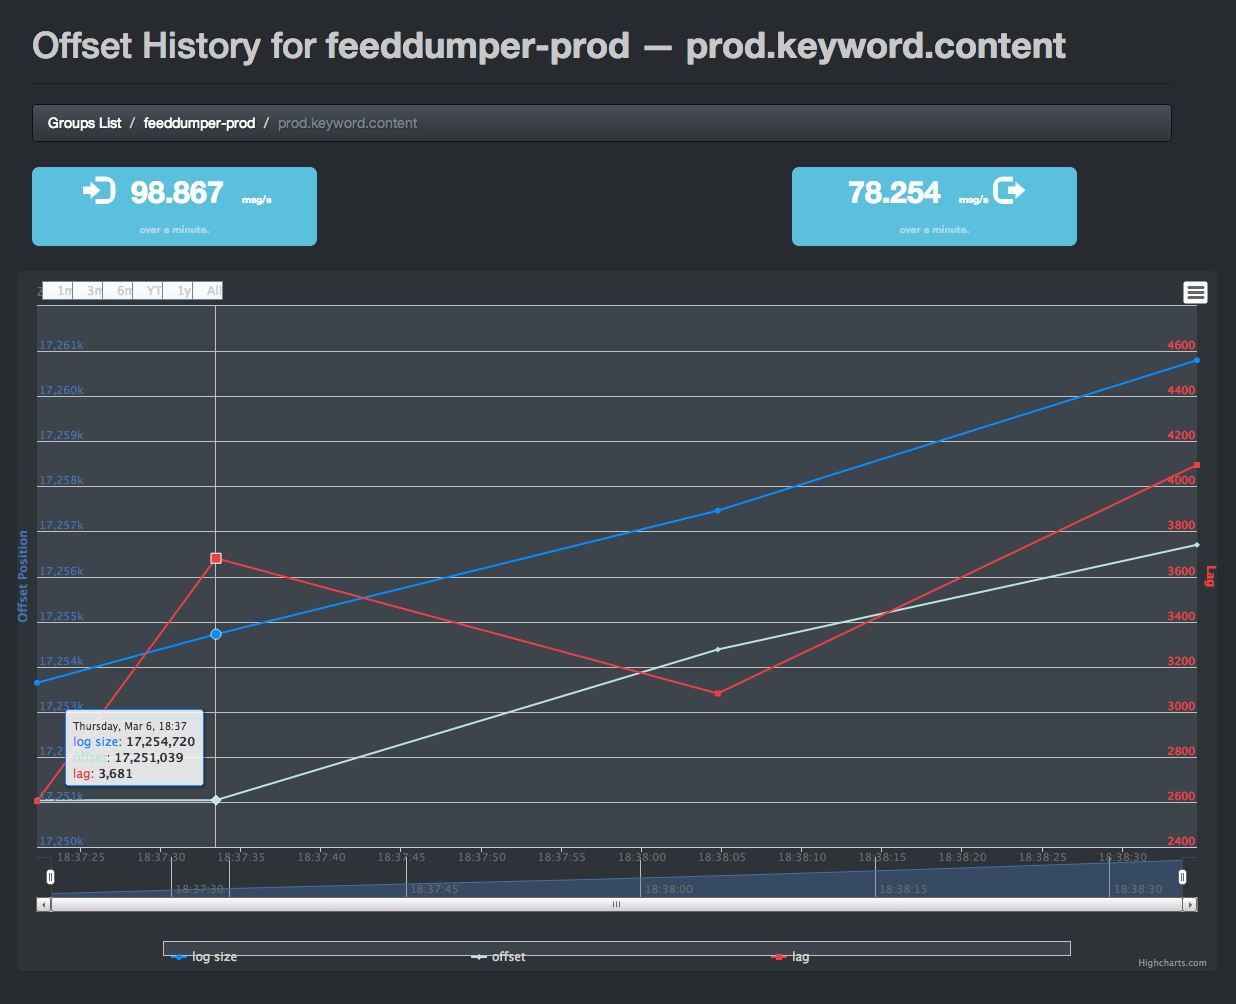 Offset History for feeddumper-prod — prod.keyword.content
Groups List / feeddumper-prod / prod.keyword.content
98.867 msg/s
over a minute.
78.254 msg/s
over a minute.
1m 3m 6m YT 1y All
17,261k
17,260k
17,259k
17,258k
17,257k
17,256k
17,255k
17,254k
17,253k
17,251k
17,250k
Offset Position
4600
4400
4200
4000
3800
3600
3400
3200
3000
2800
2600
2400
Lag
Thursday, Mar 6, 18:37
log size: 17,254,720
offset: 17,251,039
lag: 3,681
18:37:25 18:37:30 18:37:35 18:37:40 18:37:45 18:37:50 18:37:55 18:38:00 18:38:05 18:38:10 18:38:15 18:38:20 18:38:25 18:38:30
18:37:30 18:37:45 18:38:00 18:38:15 18:38:30
log size offset lag
Highcharts.com